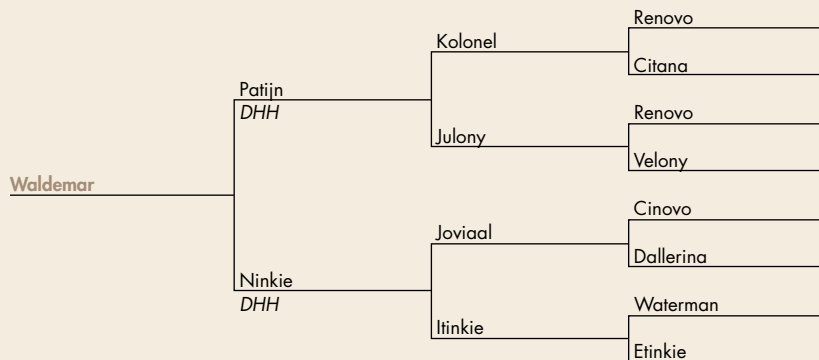 Renovo
Kolonel
Citana
Patijn
DHH
Renovo
Julony
Velony
Waldemar
Cinovo
Joviaal
Dallerina
Ninkie
DHH
Waterman
Itinkie
Etinkie